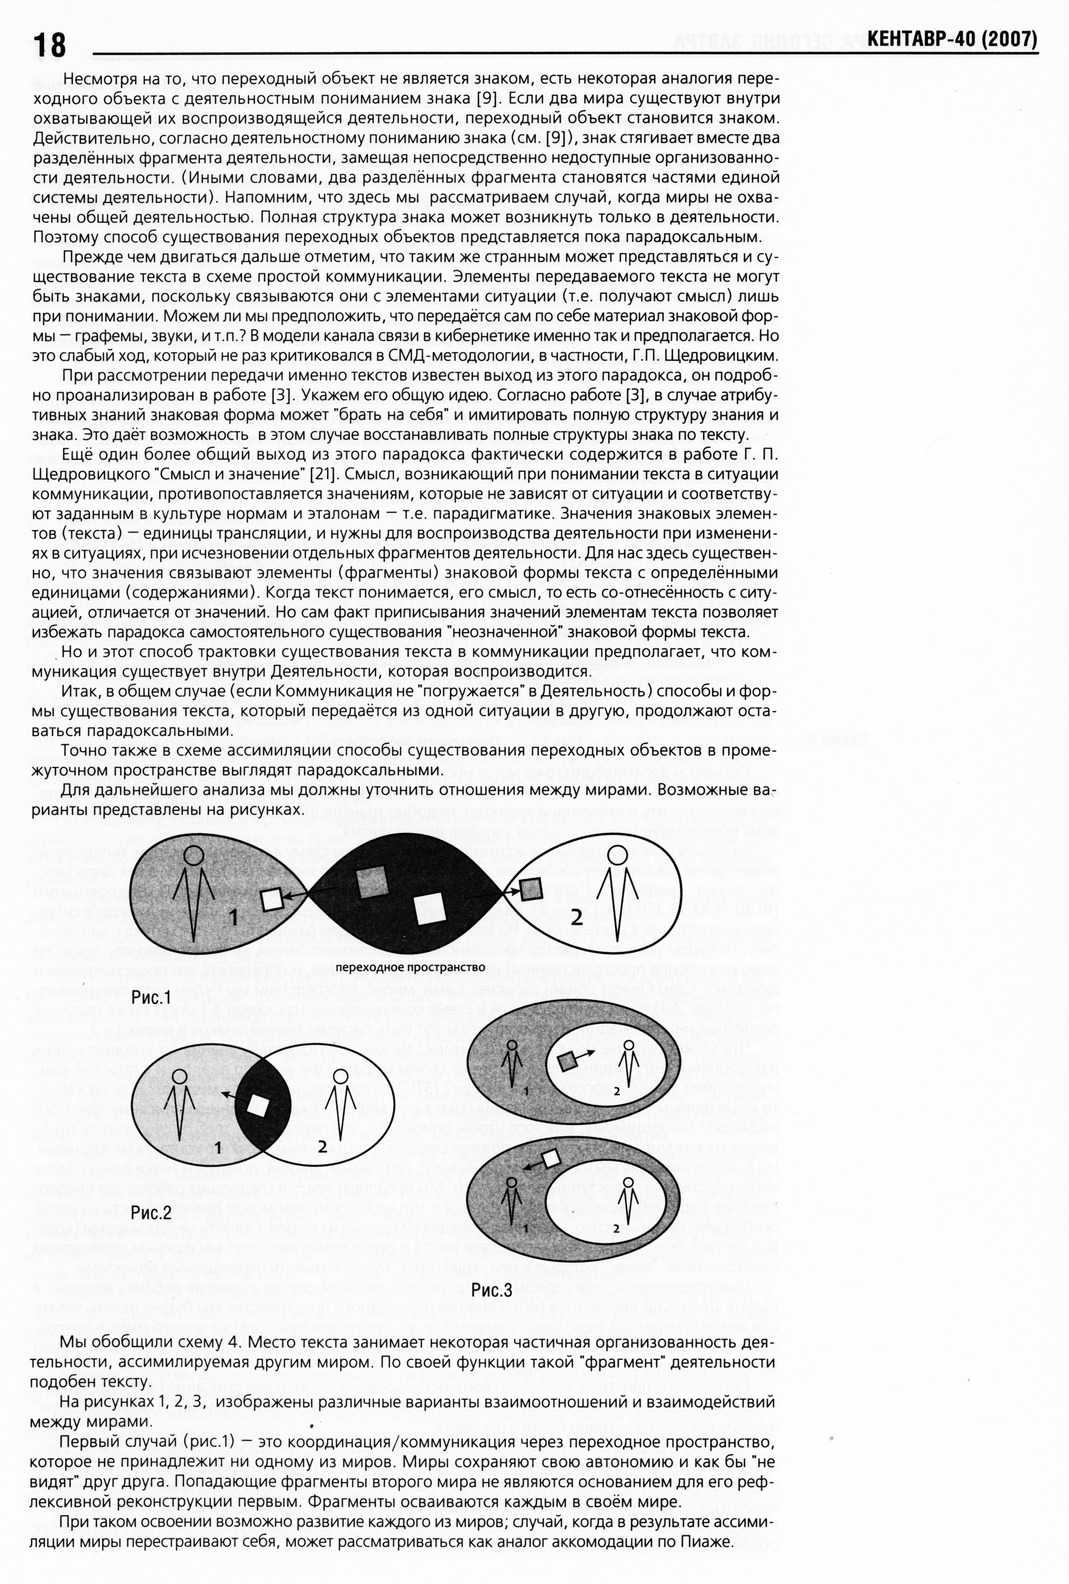 18
КЕНТАВР-40 (2007)
Несмотря на то, что переходный объект не является знаком, есть некоторая аналогия пере-
ходного объекта с деятельностным пониманием знака [9]. Если два мира существуют внутри
охватывающей их воспроизводящейся деятельности, переходный объект становится знаком.
Действительно, согласно деятельностному пониманию знака (см. [9]), знак стягивает вместе два
разделённых фрагмента деятельности, замещая непосредственно недоступные организованно-
сти деятельности. (Иными словами, два разделённых фрагмента становятся частями единой
системы деятельности). Напомним, что здесь мы рассматриваем случай, когда миры не охва-
чены общей деятельностью. Полная структура знака может возникнуть только в деятельности.
Поэтому способ существования переходных объектов представляется пока парадоксальным.
Прежде чем двигаться дальше отметим, что таким же странным может представляться и су-
ществование текста в схеме простой коммуникации. Элементы передаваемого текста не могут
быть знаками, поскольку связываются они с элементами ситуации (т.е. получают смысл) лишь
при понимании. Можем ли мы предположить, что передаётся сам по себе материал знаковой фор-
мы – графемы, звуки, и т.п.? В модели канала связи в кибернетике именно так и предполагается. Но
это слабый ход, который не раз критиковался в СМД-методологии, в частности, Г.П. Щедровицким.
При рассмотрении передачи именно текстов известен выход из этого парадокса, он подроб-
но проанализирован в работе [3]. Укажем его общую идею. Согласно работе [3], в случае атрибу-
тивных знаний знаковая форма может "брать на себя" и имитировать полную структуру знания и
знака. Это даёт возможность в этом случае восстанавливать полные структуры знака по тексту.
Ещё один более общий выход из этого парадокса фактически содержится в работе Г. П.
Щедровицкого "Смысл и значение" [21]. Смысл, возникающий при понимании текста в ситуации
коммуникации, противопоставляется значениям, которые не зависят от ситуации и соответству-
ют заданным в культуре нормам и эталонам – т.е. парадигматике. Значения знаковых элемен-
тов (текста) – единицы трансляции, и нужны для воспроизводства деятельности при изменени-
ях в ситуациях, при исчезновении отдельных фрагментов деятельности. Для нас здесь существен-
но, что значения связывают элементы (фрагменты) знаковой формы текста с определёнными
единицами (содержаниями). Когда текст понимается, его смысл, то есть со-отнесённость с ситу-
ацией, отличается от значений. Но сам факт приписывания значений элементам текста позволяет
избежать парадокса самостоятельного существования "неозначенной" знаковой формы текста.
Но и этот способ трактовки существования текста в коммуникации предполагает, что ком-
муникация существует внутри Деятельности, которая воспроизводится.
Итак, в общем случае (если Коммуникация не "погружается" в Деятельность) способы и фор-
мы существования текста, который передаётся из одной ситуации в другую, продолжают оста-
ваться парадоксальными.
Точно также в схеме ассимиляции способы существования переходных объектов в проме-
жуточном пространстве выглядят парадоксальными.
Для дальнейшего анализа мы должны уточнить отношения между мирами. Возможные ва-
рианты представлены на рисунках.
1
2
переходное пространство
Рис.1
1
2
Рис.2
1
2
1
2
Рис.3
Мы обобщили схему 4. Место текста занимает некоторая частичная организованность дея-
тельности, ассимилируемая другим миром. По своей функции такой "фрагмент" деятельности
подобен тексту.
На рисунках 1, 2, 3, изображены различные варианты взаимоотношений и взаимодействий
между мирами.
Первый случай (рис.1) – это координация/коммуникация через переходное пространство,
которое не принадлежит ни одному из миров. Миры сохраняют свою автономию и как бы "не
видят" друг друга. Попадающие фрагменты второго мира не являются основанием для его реф-
лексивной реконструкции первым. Фрагменты осваиваются каждым в своём мире.
При таком освоении возможно развитие каждого из миров; случай, когда в результате ассими-
ляции миры перестраивают себя, может рассматриваться как аналог аккомодации по Пиаже.